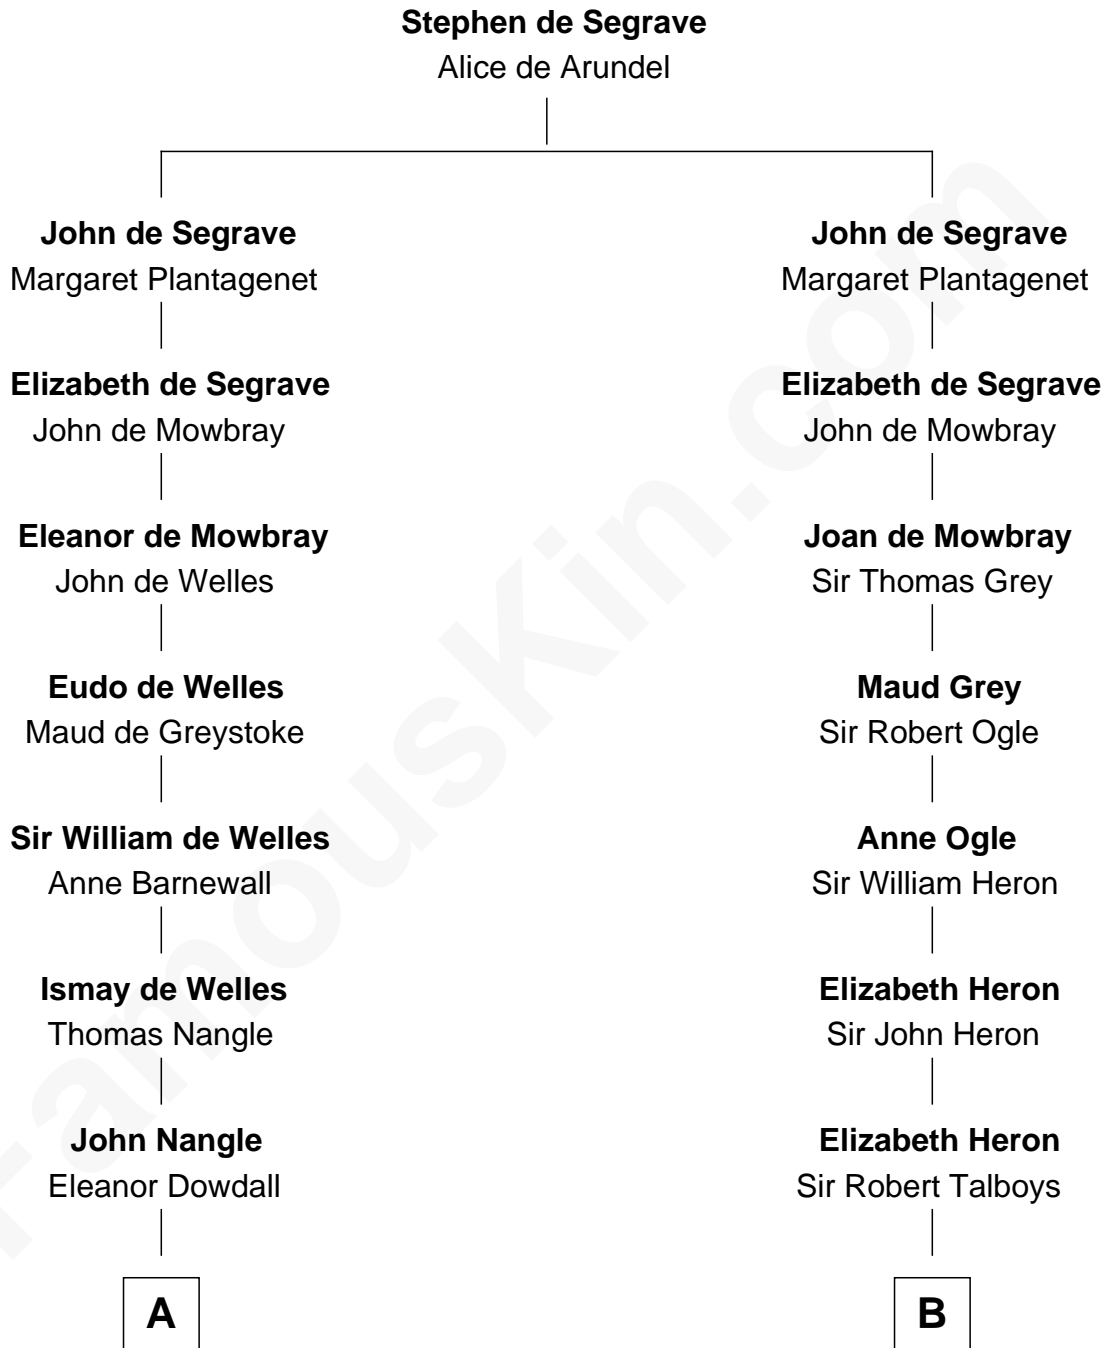 Stephen de Segrave
Alice de Arundel
John de Segrave
Margaret Plantagenet
Elizabeth de Segrave
John de Mowbray
Eleanor de Mowbray
John de Welles
Eudo de Welles
Maud de Greystoke
Sir William de Welles
Anne Barnewall
Ismay de Welles
Thomas Nangle
John Nangle
Eleanor Dowdall
A
John de Segrave
Margaret Plantagenet
Elizabeth de Segrave
John de Mowbray
Joan de Mowbray
Sir Thomas Grey
Maud Grey
Sir Robert Ogle
Anne Ogle
Sir William Heron
Elizabeth Heron
Sir John Heron
Elizabeth Heron
Sir Robert Talboys
B
FamousKin.com